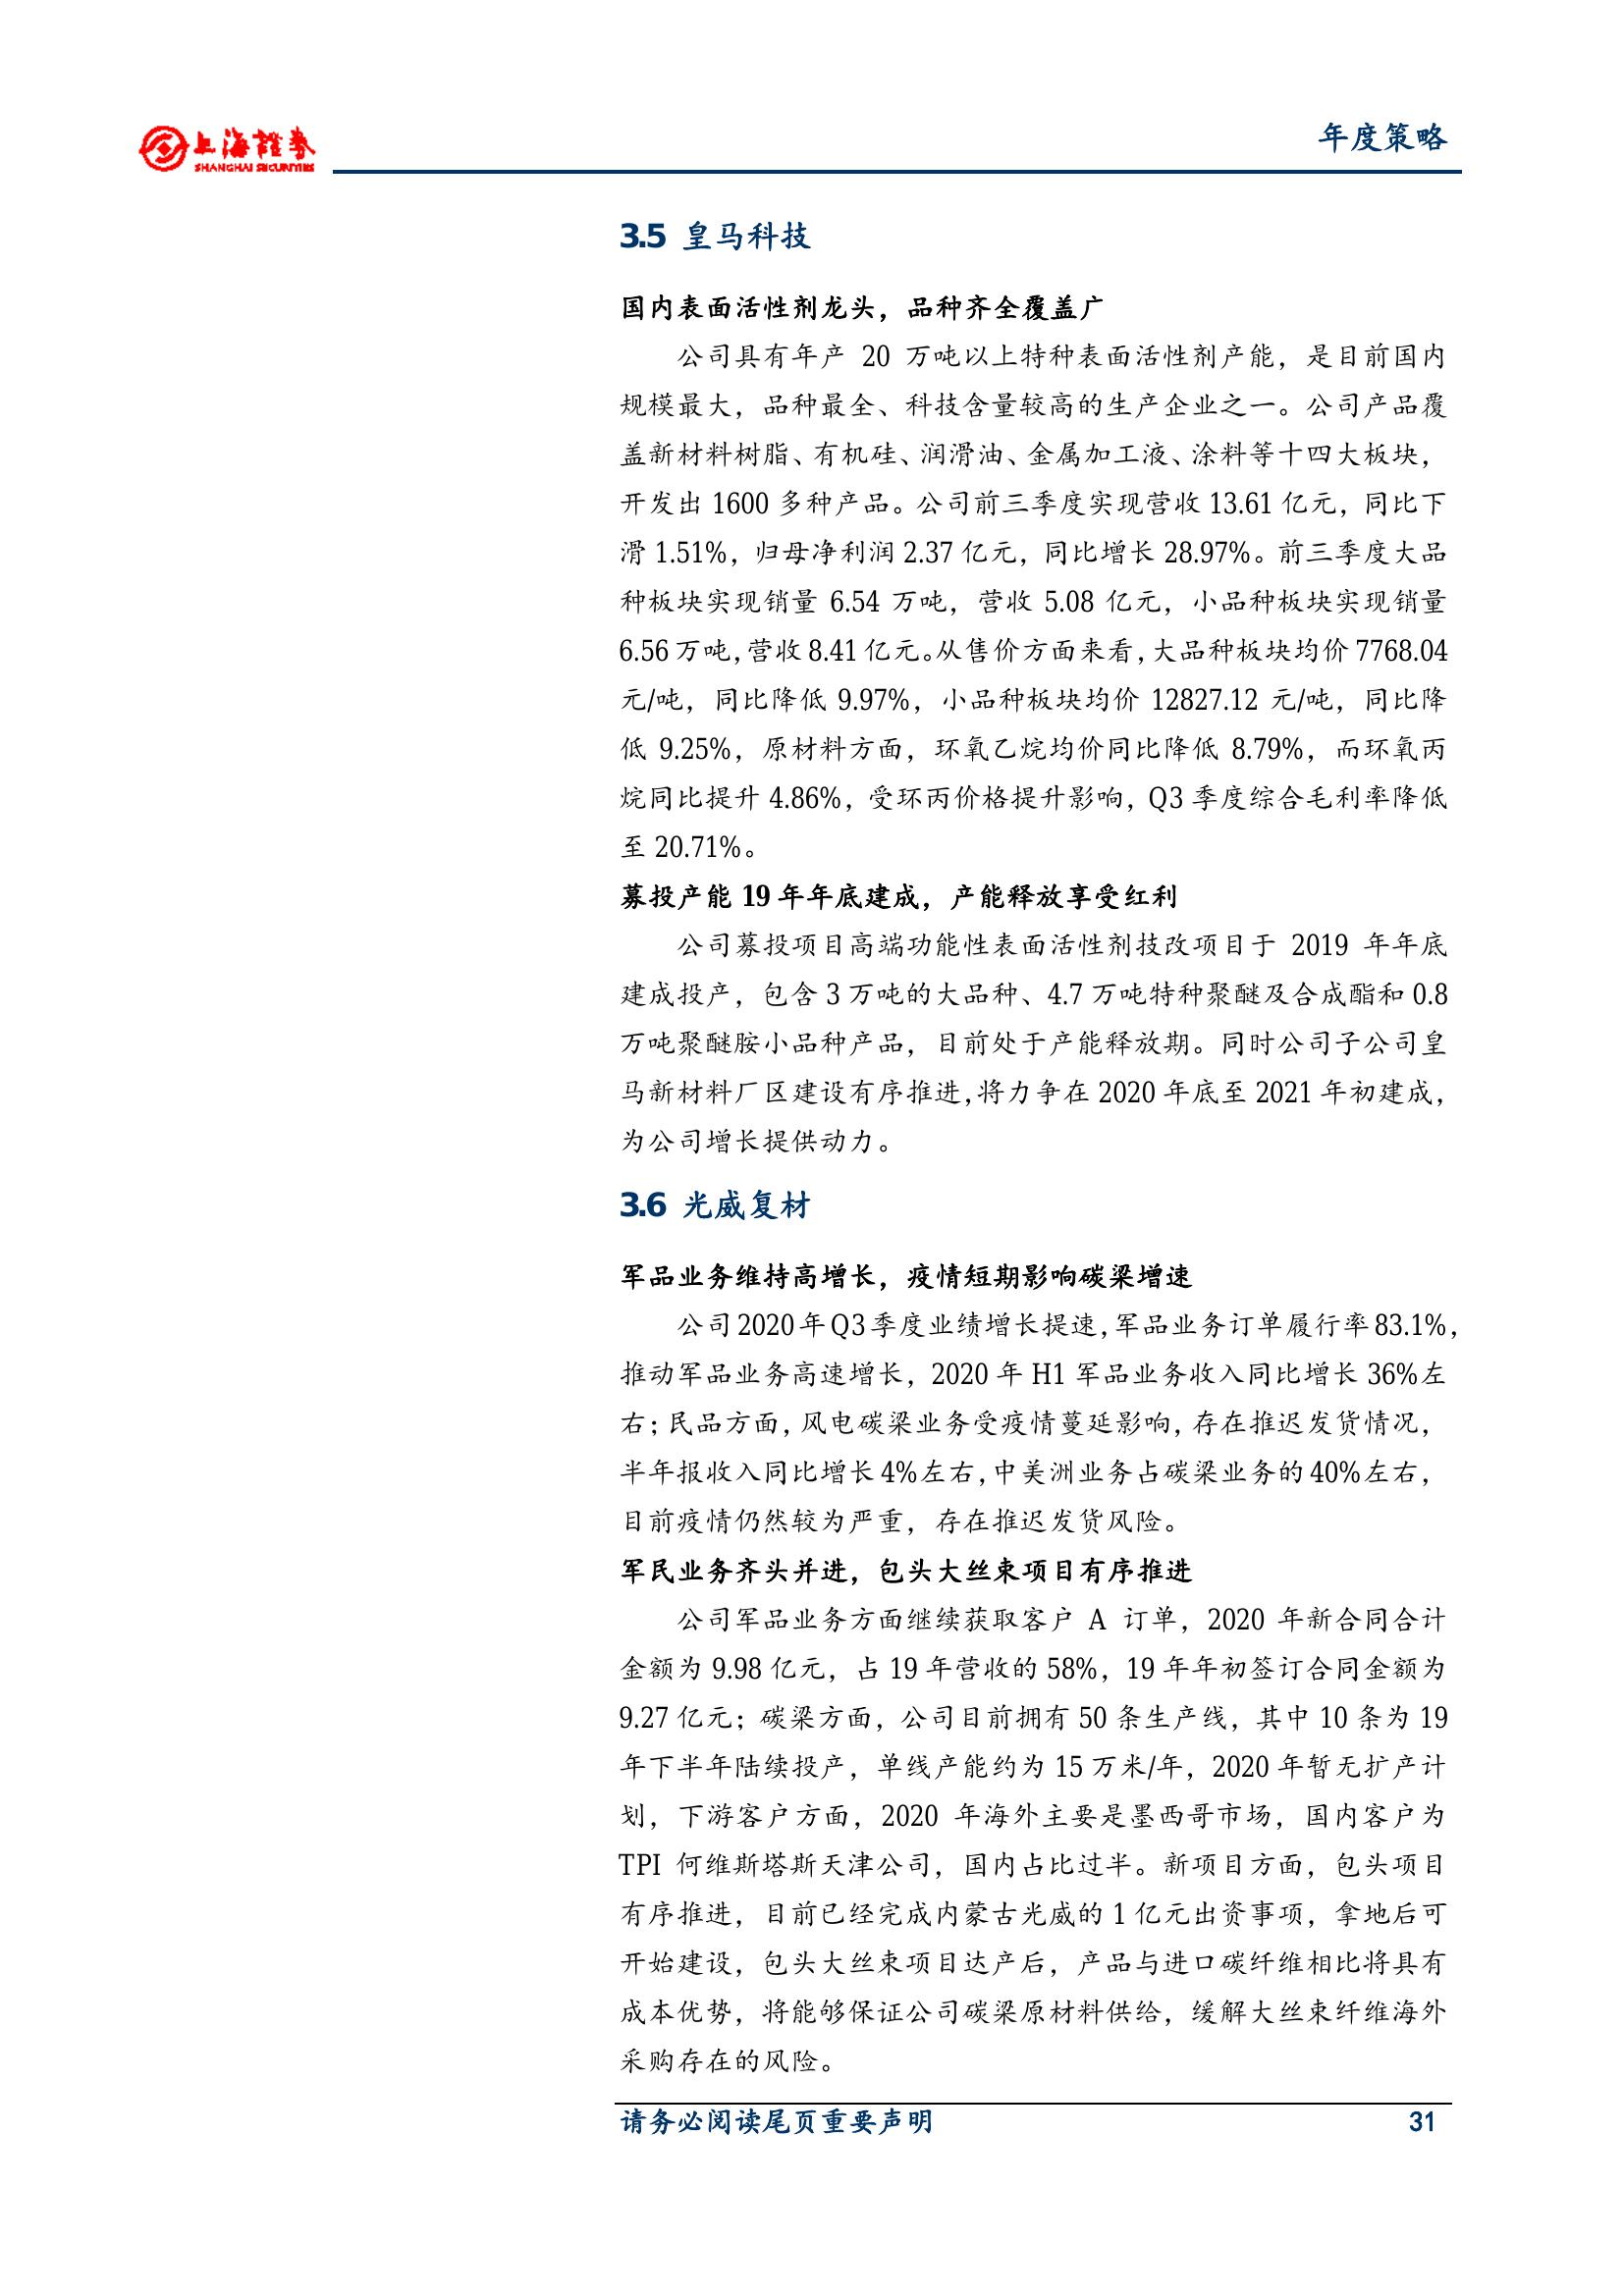 上海證券
SHANGHAI SECURITIES
年度策略
3.5 皇马科技
国内表面活性剂龙头，品种齐全覆盖广
公司具有年产 20 万吨以上特种表面活性剂产能，是目前国内
规模最大，品种最全、科技含量较高的生产企业之一。公司产品覆
盖新材料树脂、有机硅、润滑油、金属加工液、涂料等十四大板块，
开发出 1600 多种产品。公司前三季度实现营收 13.61 亿元，同比下
滑 1.51%，归母净利润 2.37 亿元，同比增长 28.97%。前三季度大品
种板块实现销量 6.54 万吨，营收 5.08 亿元，小品种板块实现销量
6.56 万吨，营收 8.41 亿元。从售价方面来看，大品种板块均价 7768.04
元/吨，同比降低 9.97%，小品种板块均价 12827.12 元/吨，同比降
低 9.25%，原材料方面，环氧乙烷均价同比降低 8.79%，而环氧丙
烷同比提升 4.86%，受环丙价格提升影响，Q3 季度综合毛利率降低
至 20.71%。
募投产能 19 年年底建成，产能释放享受红利
公司募投项目高端功能性表面活性剂技改项目于 2019 年年底
建成投产，包含 3 万吨的大品种、4.7 万吨特种聚醚及合成酯和 0.8
万吨聚醚胺小品种产品，目前处于产能释放期。同时公司子公司皇
马新材料厂区建设有序推进，将力争在 2020 年底至 2021 年初建成，
为公司增长提供动力。
3.6 光威复材
军品业务维持高增长，疫情短期影响碳梁增速
公司 2020 年 Q3 季度业绩增长提速，军品业务订单履行率 83.1%，
推动军品业务高速增长，2020 年 H1 军品业务收入同比增长 36%左
右；民品方面，风电碳梁业务受疫情蔓延影响，存在推迟发货情况，
半年报收入同比增长 4%左右，中美洲业务占碳梁业务的 40%左右，
目前疫情仍然较为严重，存在推迟发货风险。
军民业务齐头并进，包头大丝束项目有序推进
公司军品业务方面继续获取客户 A 订单，2020 年新合同合计
金额为 9.98 亿元，占 19 年营收的 58%，19 年年初签订合同金额为
9.27 亿元；碳梁方面，公司目前拥有 50 条生产线，其中 10 条为 19
年下半年陆续投产，单线产能约为 15 万米/年，2020 年暂无扩产计
划，下游客户方面，2020 年海外主要是墨西哥市场，国内客户为
TPI 何维斯塔斯天津公司，国内占比过半。新项目方面，包头项目
有序推进，目前已经完成内蒙古光威的 1 亿元出资事项，拿地后可
开始建设，包头大丝束项目达产后，产品与进口碳纤维相比将具有
成本优势，将能够保证公司碳梁原材料供给，缓解大丝束纤维海外
采购存在的风险。
请务必阅读尾页重要声明
31